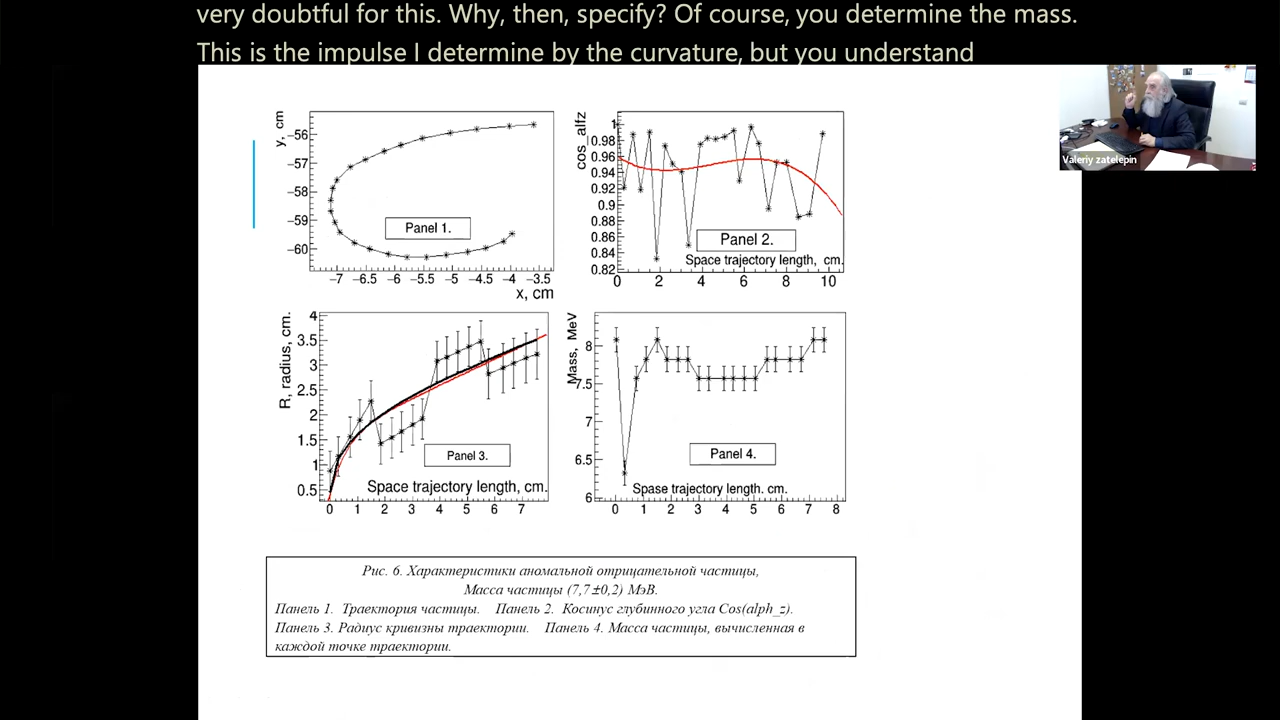 very doubtful for this. Why, then, specify? Of course, you determine the mass.
This is the impulse I determine by the curvature, but you understand
Valeriy zatelepin
y, cm
−56
−57
−58
−59
−60
Panel 1.
−7 −6.5 −6 −5.5 −5 −4.5 −4 −3.5
x, cm
cos_alfz
1
0.98
0.96
0.94
0.92
0.9
0.88
0.86
0.84
0.82
Panel 2.
Space trajectory length, cm.
0 2 4 6 8 10
R, radius, cm.
4
3.5
3
2.5
2
1.5
1
0.5
Panel 3.
Space trajectory length, cm.
0 1 2 3 4 5 6 7
Mass, MeV
8
7.5
7
6.5
6
Panel 4.
Spase trajectory length. cm.
0 1 2 3 4 5 6 7 8
Рис. 6. Характеристики аномальной отрицательной частицы,
Масса частицы (7,7±0,2) МэВ.
Панель 1. Траектория частицы. Панель 2. Косинус глубинного угла Cos(alph_z).
Панель 3. Радиус кривизны траектории. Панель 4. Масса частицы, вычисленная в
каждой точке траектории.